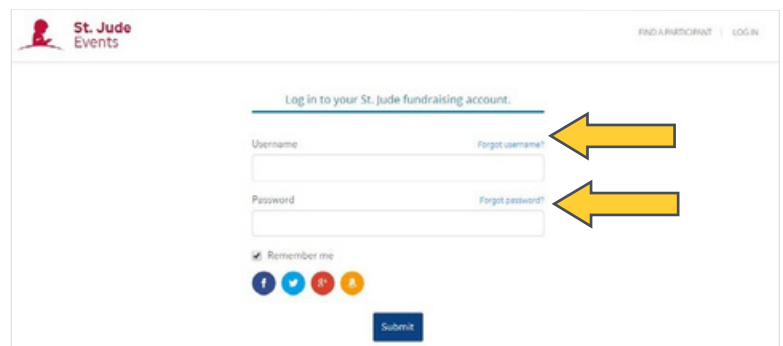 St. Jude
Events
FIND A PARTICIPANT | LOG IN
Log in to your St. Jude fundraising account.
Username Forgot username?
Password Forgot password?
Remember me
Submit